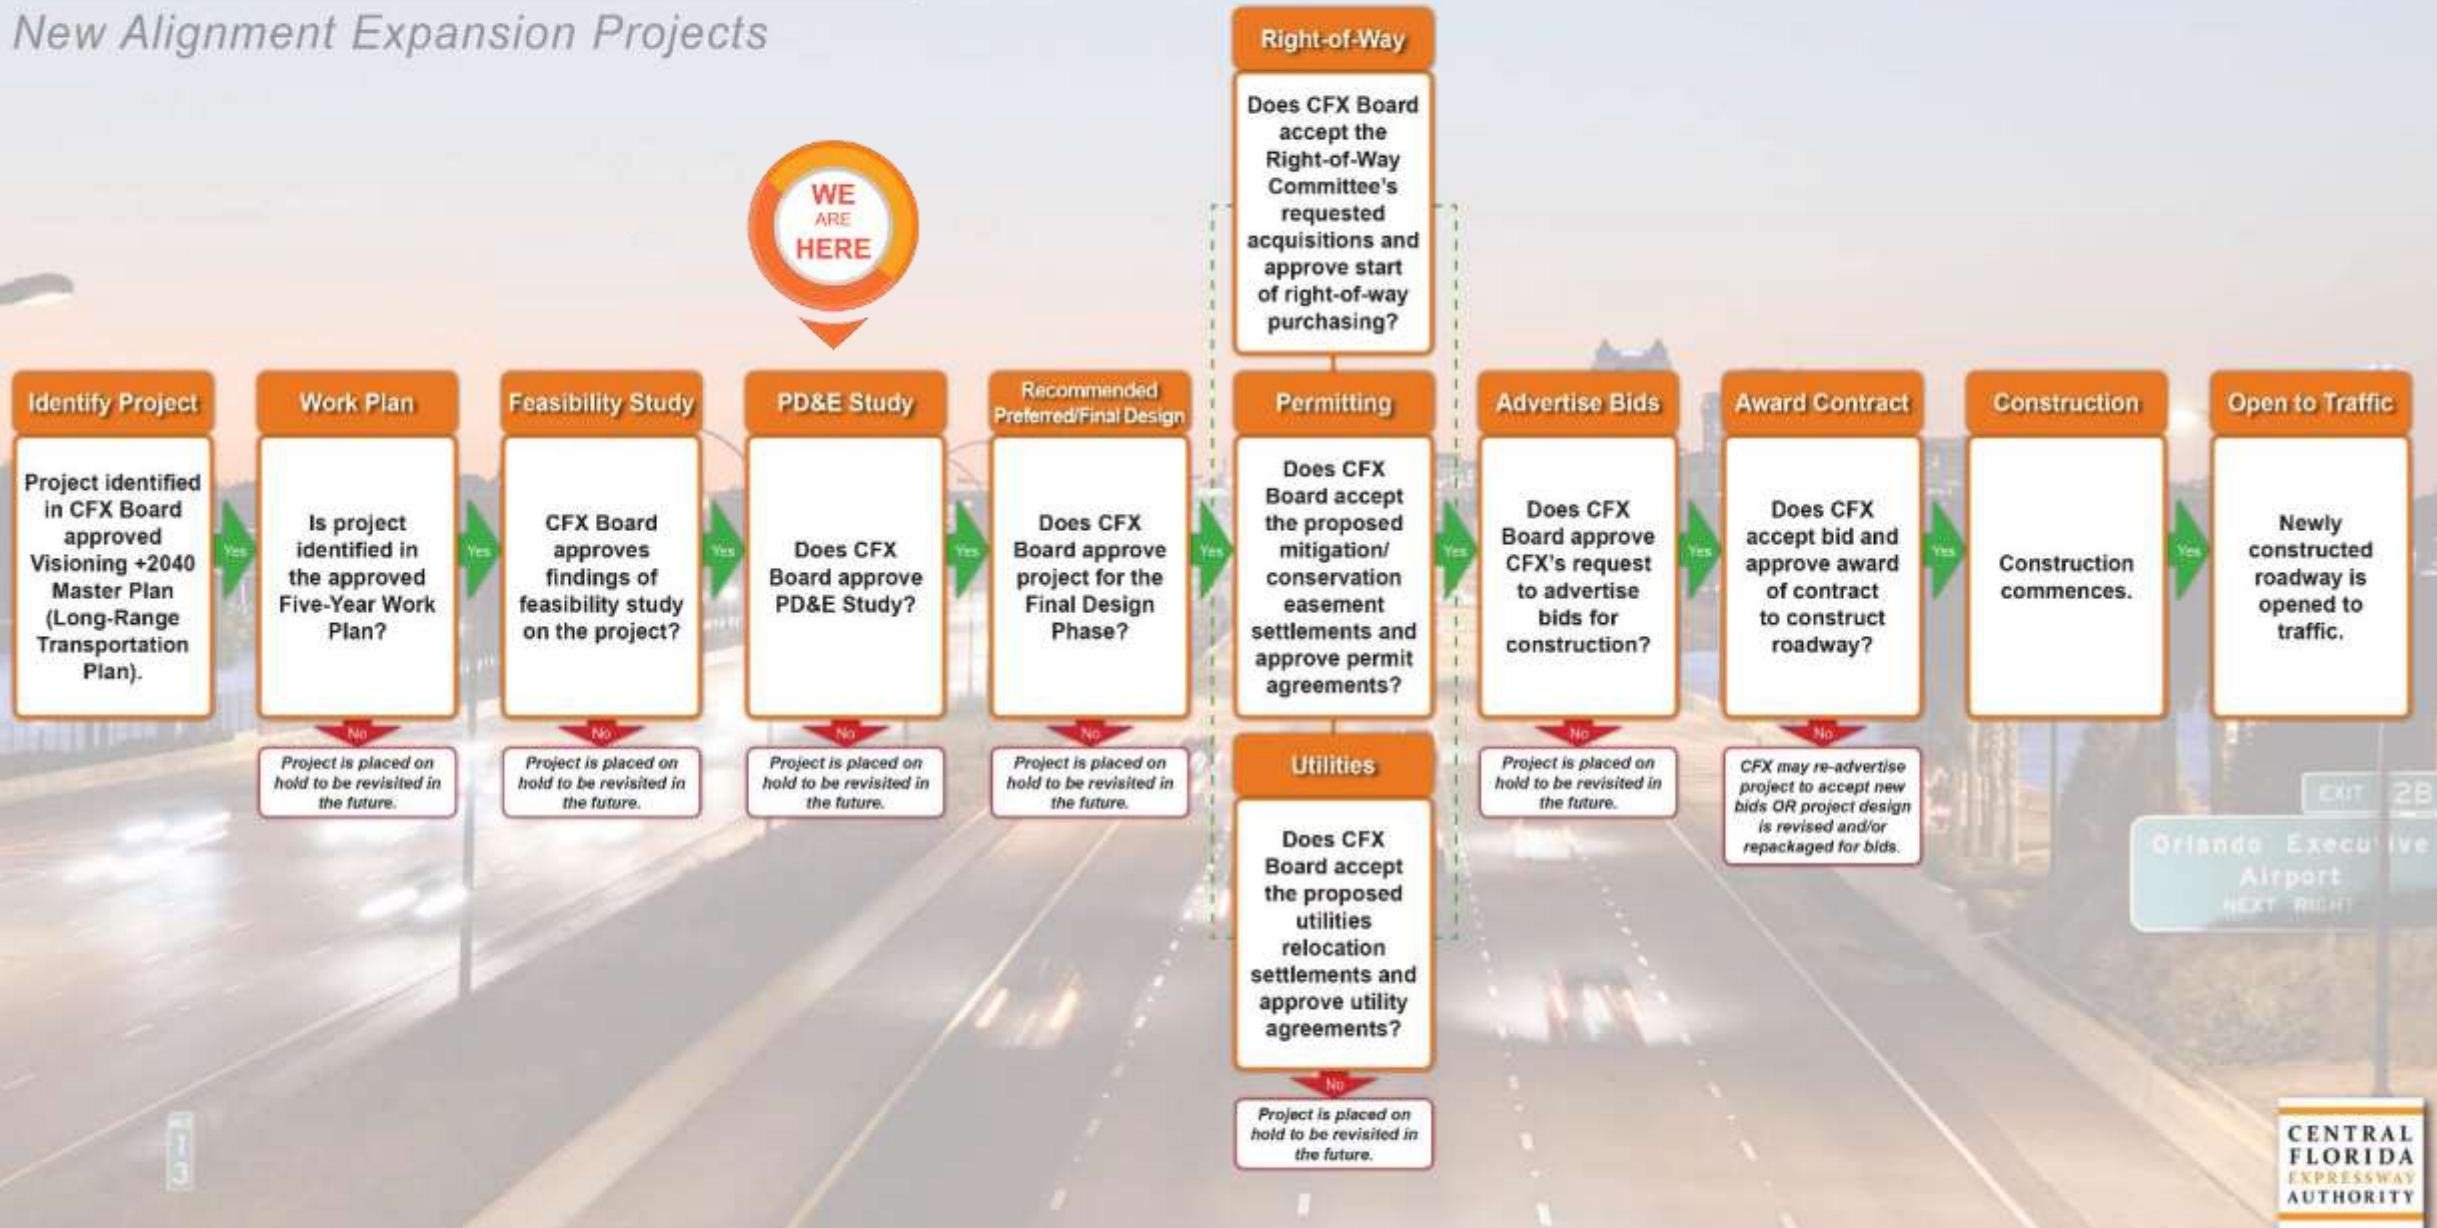 New Alignment Expansion Projects
Right-of-Way
Does CFX Board
accept the
Right-of-Way
Committee's
requested
acquisitions and
approve start
of right-of-way
purchasing?
WE
ARE
HERE
Identify Project
Project identified
in CFX Board
approved
Visioning +2040
Master Plan
(Long-Range
Transportation
Plan).
Yes
Work Plan
Is project
identified in
the approved
Five-Year Work
Plan?
No
Project is placed on
hold to be revisited in
the future.
Yes
Feasibility Study
CFX Board
approves
findings of
feasibility study
on the project?
No
Project is placed on
hold to be revisited in
the future.
Yes
PD&E Study
Does CFX
Board approve
PD&E Study?
No
Project is placed on
hold to be revisited in
the future.
Yes
Recommended
Preferred/Final Design
Does CFX
Board approve
project for the
Final Design
Phase?
No
Project is placed on
hold to be revisited in
the future.
Yes
Permitting
Does CFX
Board accept
the proposed
mitigation/
conservation
easement
settlements and
approve permit
agreements?
Utilities
Does CFX
Board accept
the proposed
utilities
relocation
settlements and
approve utility
agreements?
No
Project is placed on
hold to be revisited in
the future.
Yes
Advertise Bids
Does CFX
Board approve
CFX's request
to advertise
bids for
construction?
No
Project is placed on
hold to be revisited in
the future.
Yes
Award Contract
Does CFX
accept bid and
approve award
of contract
to construct
roadway?
No
CFX may re-advertise
project to accept new
bids OR project design
is revised and/or
repackaged for bids.
Yes
Construction
Construction
commences.
Yes
Open to Traffic
Newly
constructed
roadway is
opened to
traffic.
EXIT 2B
Orlando Executive
Airport
NEXT RIGHT
1
3
CENTRAL
FLORIDA
EXPRESSWAY
AUTHORITY